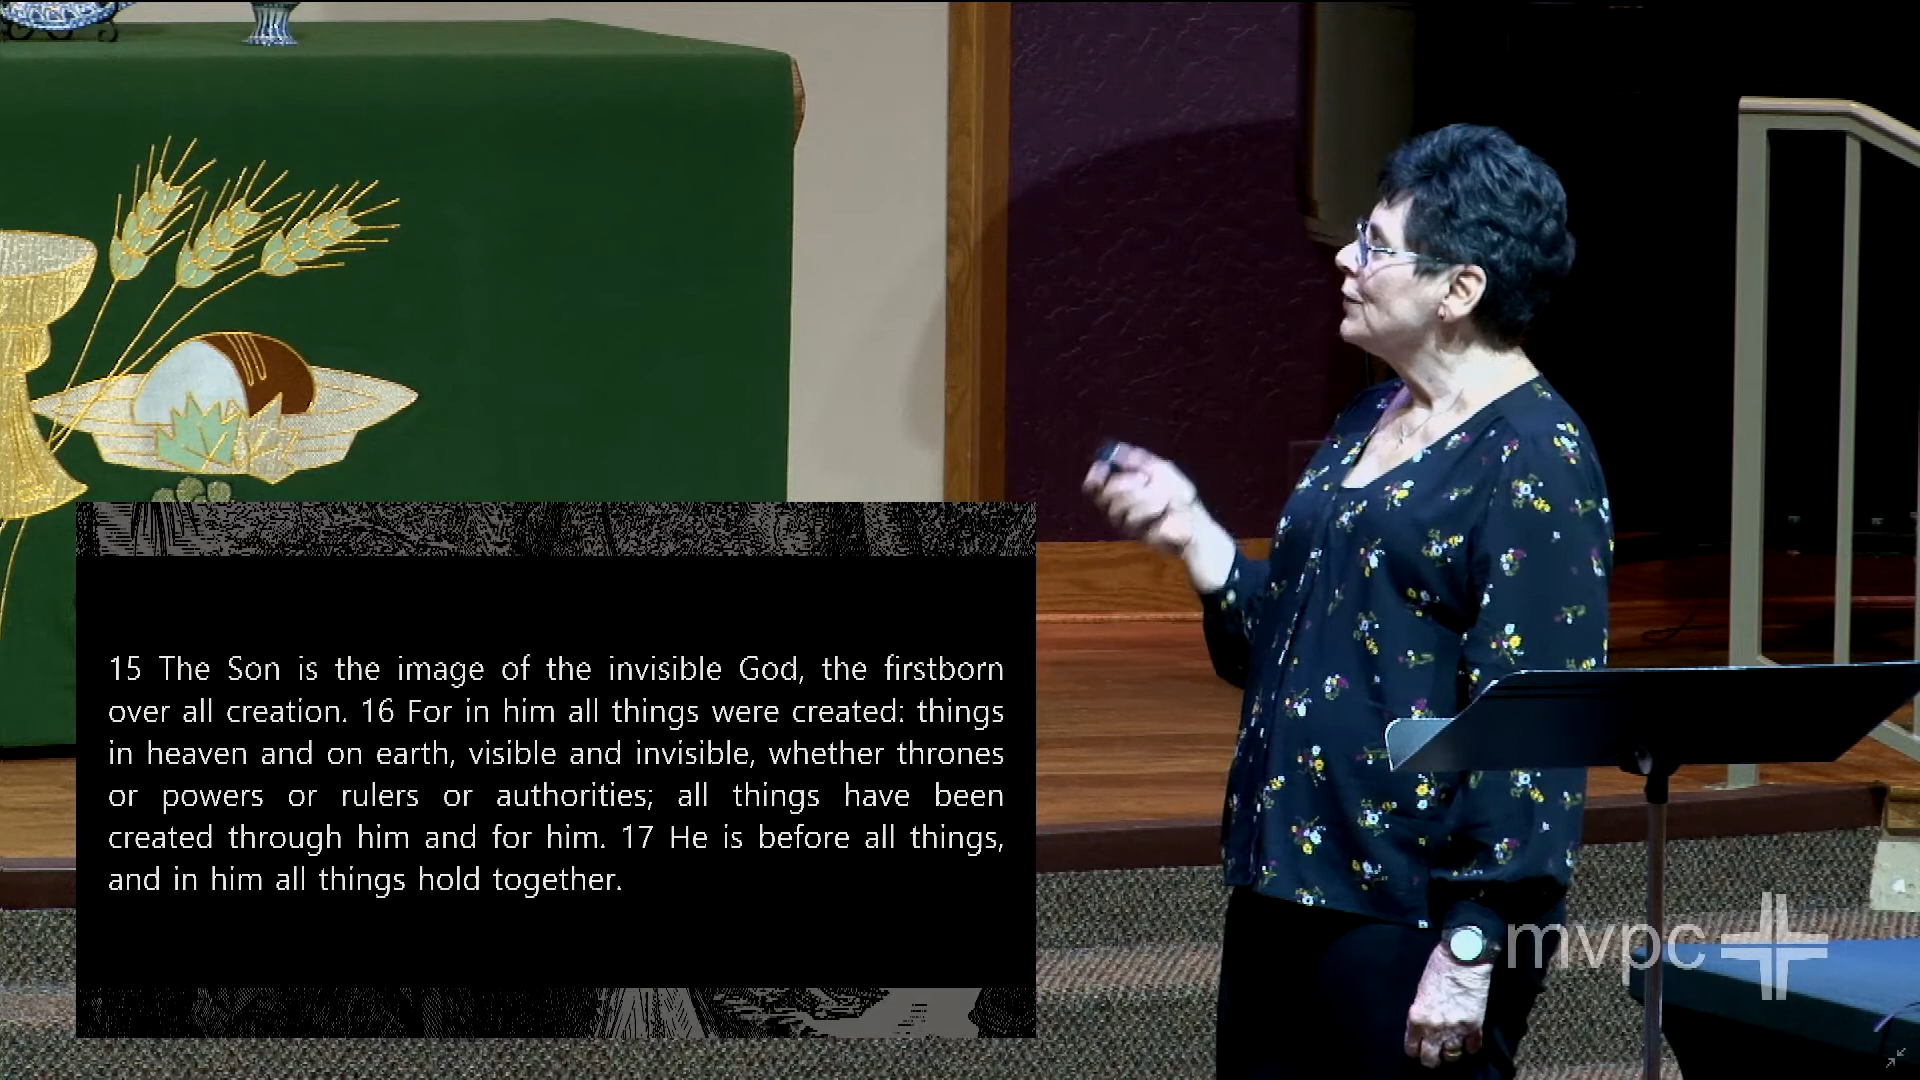 15 The Son is the image of the invisible God, the firstborn
over all creation. 16 For in him all things were created: things
in heaven and on earth, visible and invisible, whether thrones
or powers or rulers or authorities; all things have been
created through him and for him. 17 He is before all things,
and in him all things hold together.
mvpc